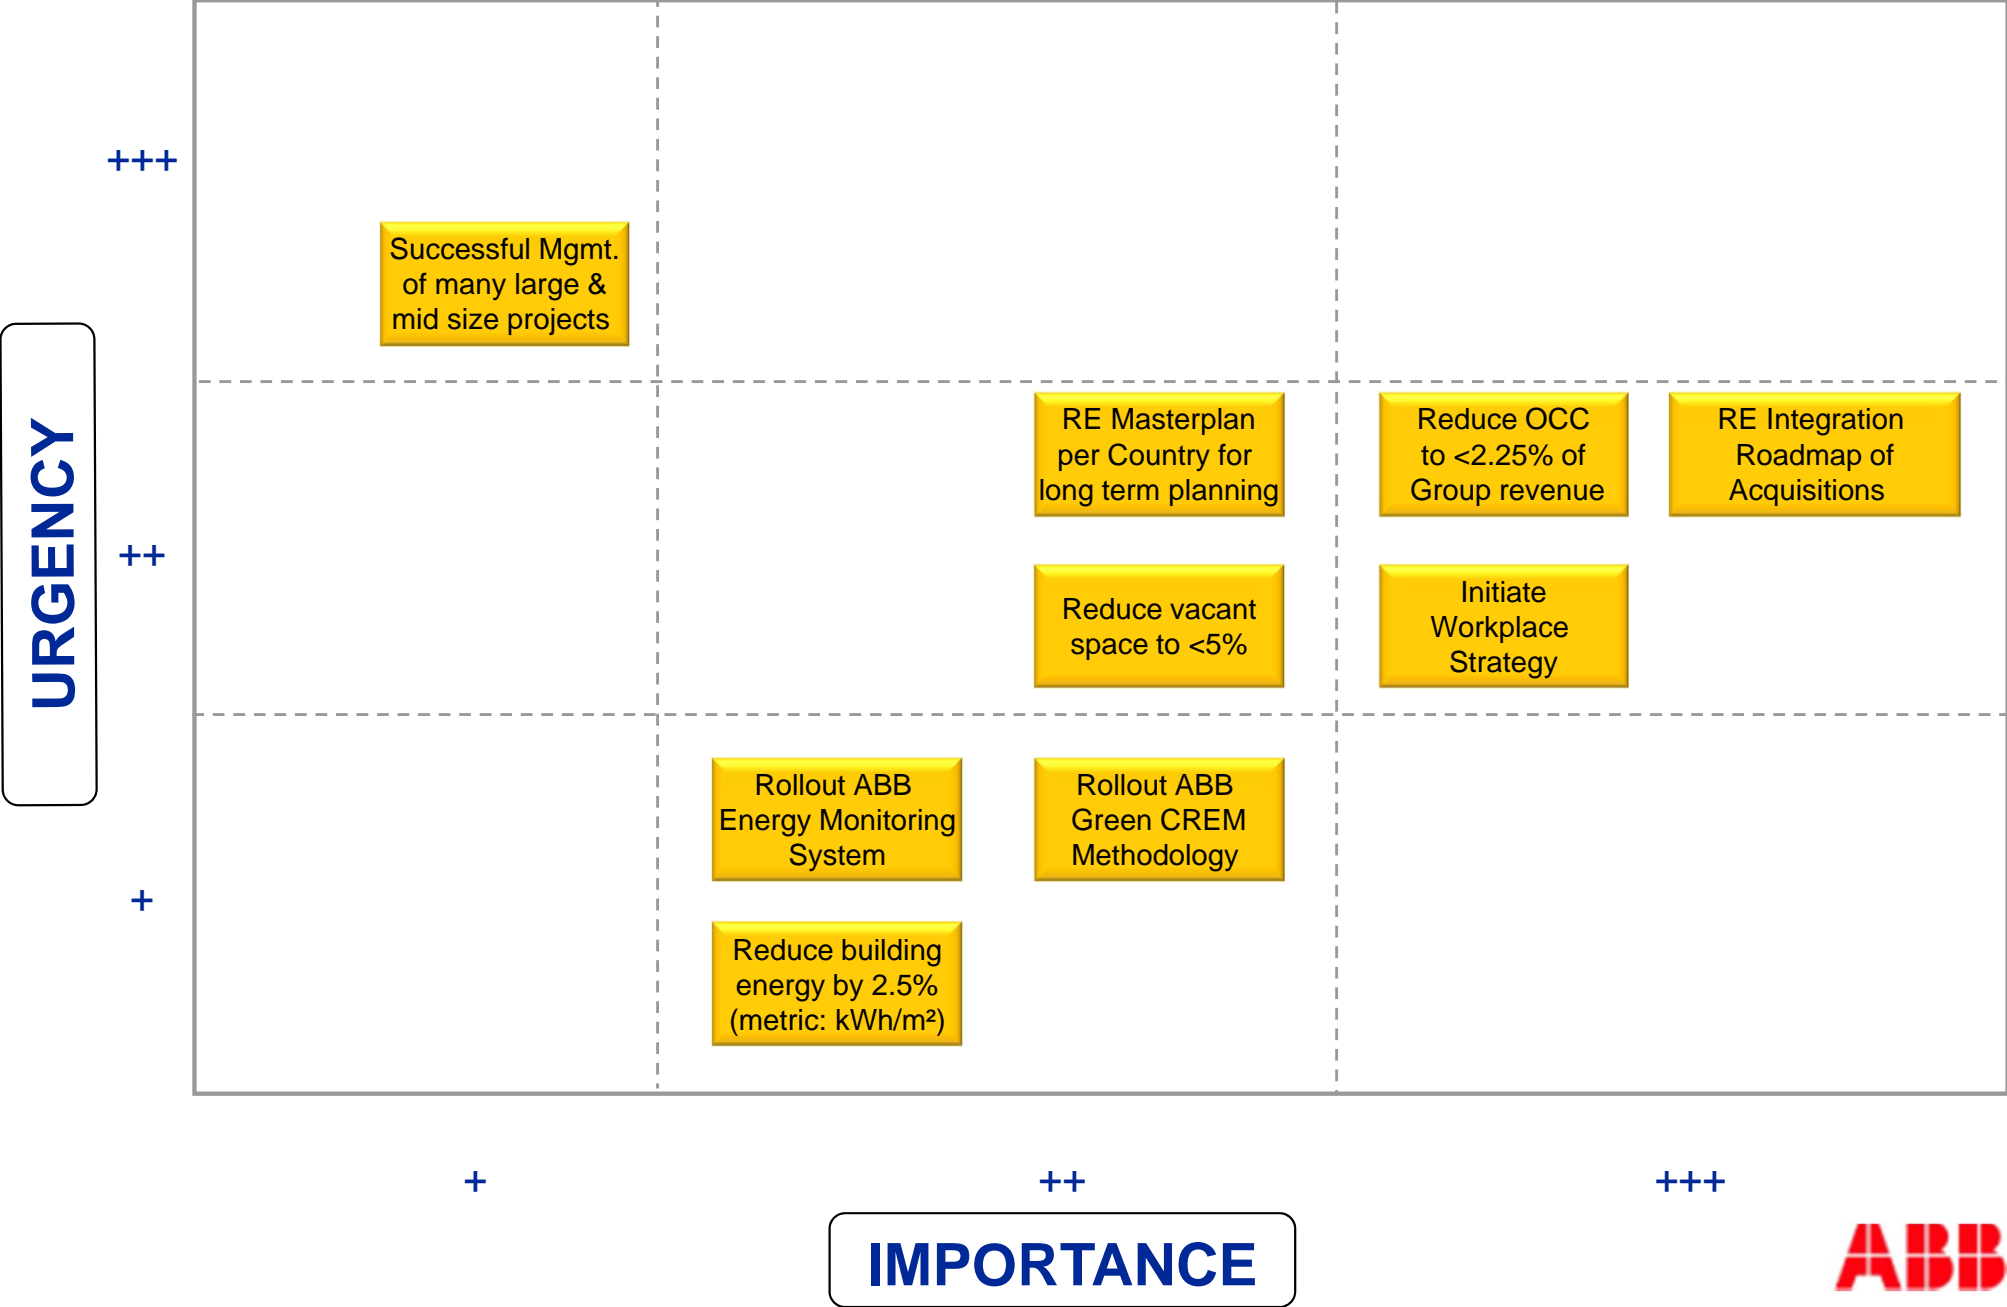 +++
Successful Mgmt.
of many large &
mid size projects
URGENCY
++
RE Masterplan
per Country for
long term planning
Reduce OCC
to <2.25% of
Group revenue
RE Integration
Roadmap of
Acquisitions
Reduce vacant
space to <5%
Initiate
Workplace
Strategy
+
Rollout ABB
Energy Monitoring
System
Rollout ABB
Green CREM
Methodology
Reduce building
energy by 2.5%
(metric: kWh/m²)
+
++
+++
IMPORTANCE
ABB